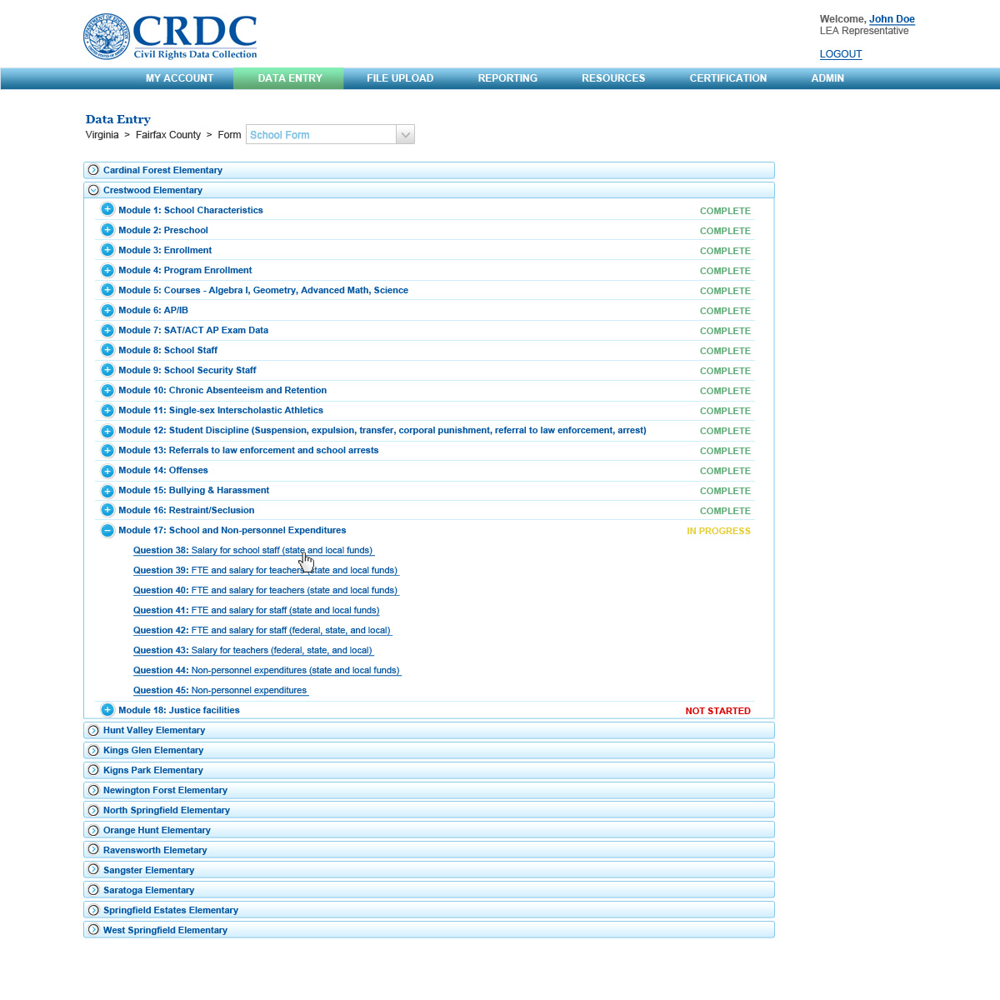 CRDC
Civil Rights Data Collection
Welcome, John Doe
LEA Representative
LOGOUT
MY ACCOUNT DATA ENTRY FILE UPLOAD REPORTING RESOURCES CERTIFICATION ADMIN
Data Entry
Virginia > Fairfax County > Form School Form
Cardinal Forest Elementary
Crestwood Elementary
Module 1: School Characteristics COMPLETE
Module 2: Preschool COMPLETE
Module 3: Enrollment COMPLETE
Module 4: Program Enrollment COMPLETE
Module 5: Courses - Algebra I, Geometry, Advanced Math, Science COMPLETE
Module 6: AP/IB COMPLETE
Module 7: SAT/ACT AP Exam Data COMPLETE
Module 8: School Staff COMPLETE
Module 9: School Security Staff COMPLETE
Module 10: Chronic Absenteeism and Retention COMPLETE
Module 11: Single-sex Interscholastic Athletics COMPLETE
Module 12: Student Discipline (Suspension, expulsion, transfer, corporal punishment, referral to law enforcement, arrest) COMPLETE
Module 13: Referrals to law enforcement and school arrests COMPLETE
Module 14: Offenses COMPLETE
Module 15: Bullying & Harassment COMPLETE
Module 16: Restraint/Seclusion COMPLETE
Module 17: School and Non-personnel Expenditures IN PROGRESS
Question 38: Salary for school staff (state and local funds)
Question 39: FTE and salary for teachers (state and local funds)
Question 40: FTE and salary for teachers (state and local funds)
Question 41: FTE and salary for staff (state and local funds)
Question 42: FTE and salary for staff (federal, state, and local)
Question 43: Salary for teachers (federal, state, and local)
Question 44: Non-personnel expenditures (state and local funds)
Question 45: Non-personnel expenditures
Module 18: Justice facilities NOT STARTED
Hunt Valley Elementary
Kings Glen Elementary
Kigns Park Elementary
Newington Forst Elementary
North Springfield Elementary
Orange Hunt Elementary
Ravensworth Elemetary
Sangster Elementary
Saratoga Elementary
Springfield Estates Elementary
West Springfield Elementary